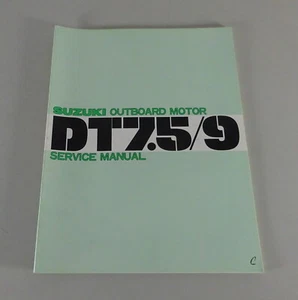 SUZUKI OUTBOARD MOTOR
DT7.5/9
SERVICE MANUAL
C